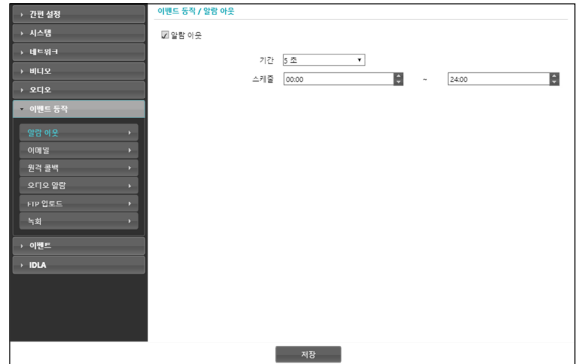 간편 설정
시스템
네트워크
비디오
오디오
이벤트 동작
알람 아웃
이메일
원격 콜백
오디오 알람
FTP 업로드
녹화
이벤트
IDLA
이벤트 동작 / 알람 아웃
알람 아웃
기간 5 초
스케줄 00:00 ~ 24:00
저장